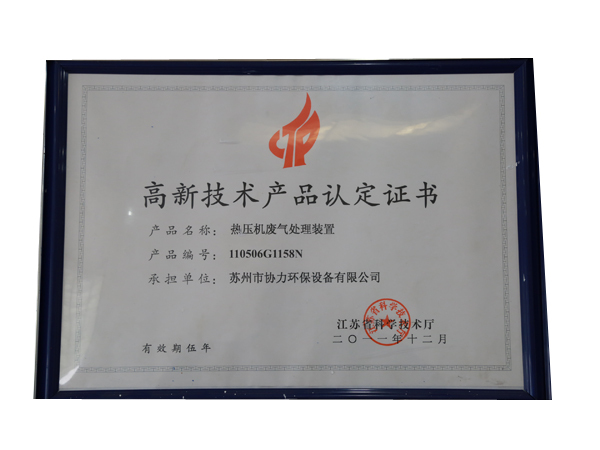 高新技术产品认定证书
产品名称：热压机废气处理装置
产品编号：110506G1158N
承担单位：苏州市协力环保设备有限公司
江苏省科学技术厅
二〇一一年十二月
有效期伍年